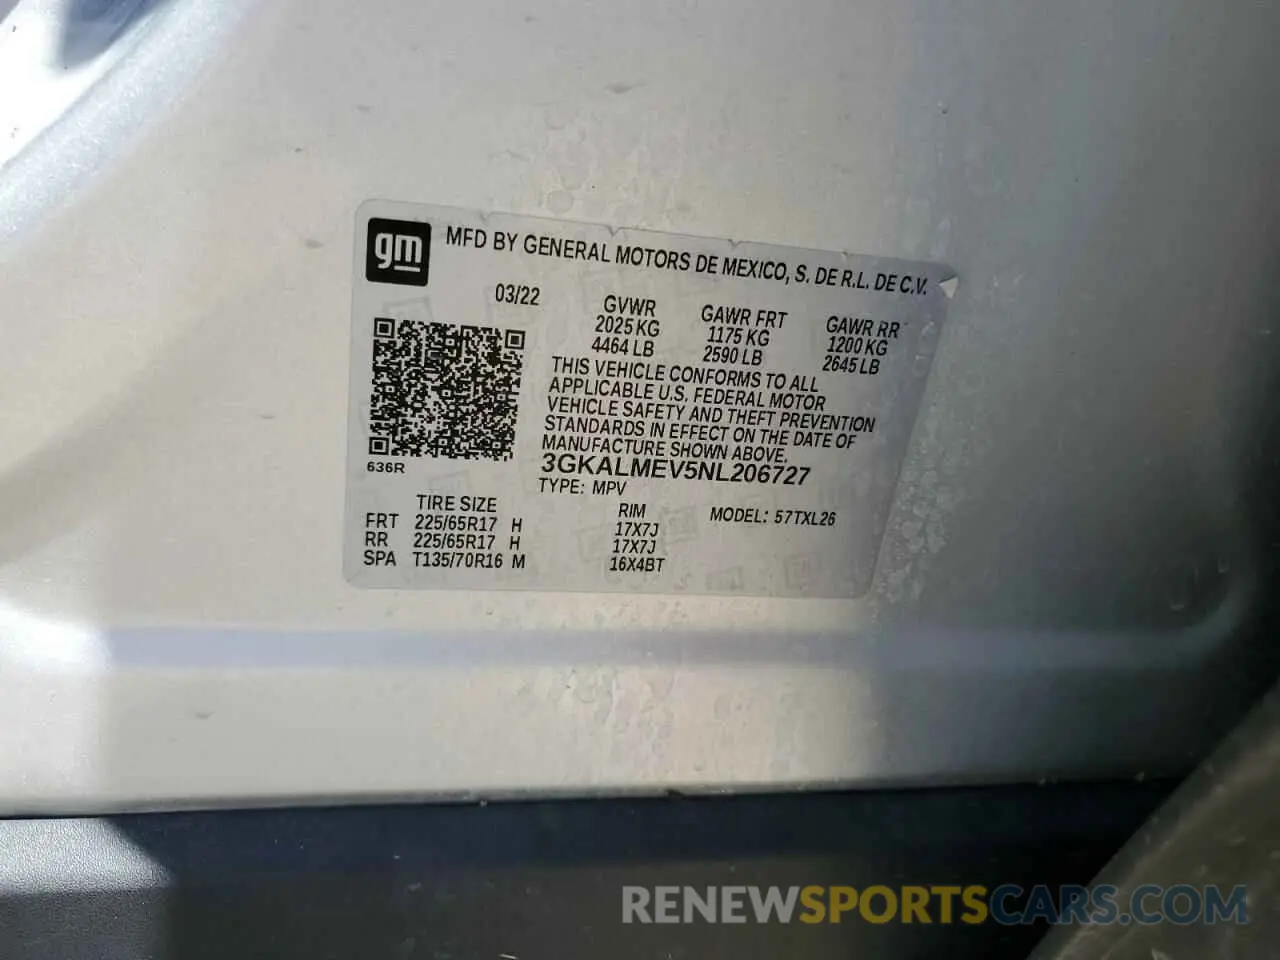 gm
MFD BY GENERAL MOTORS DE MEXICO, S. DE R.L. DE C.V.
03/22
GVWR GAWR FRT GAWR RR
2025 KG 1175 KG 1200 KG
4464 LB 2590 LB 2645 LB
THIS VEHICLE CONFORMS TO ALL
APPLICABLE U.S. FEDERAL MOTOR
VEHICLE SAFETY AND THEFT PREVENTION
STANDARDS IN EFFECT ON THE DATE OF
MANUFACTURE SHOWN ABOVE.
636R
3GKALMEV5NL206727
TYPE: MPV
MODEL: 57TXL26
TIRE SIZE RIM
FRT 225/65R17 H 17X7J
RR 225/65R17 H 17X7J
SPA T135/70R16 M 16X4BT
RENEWSPORTSCARS.COM